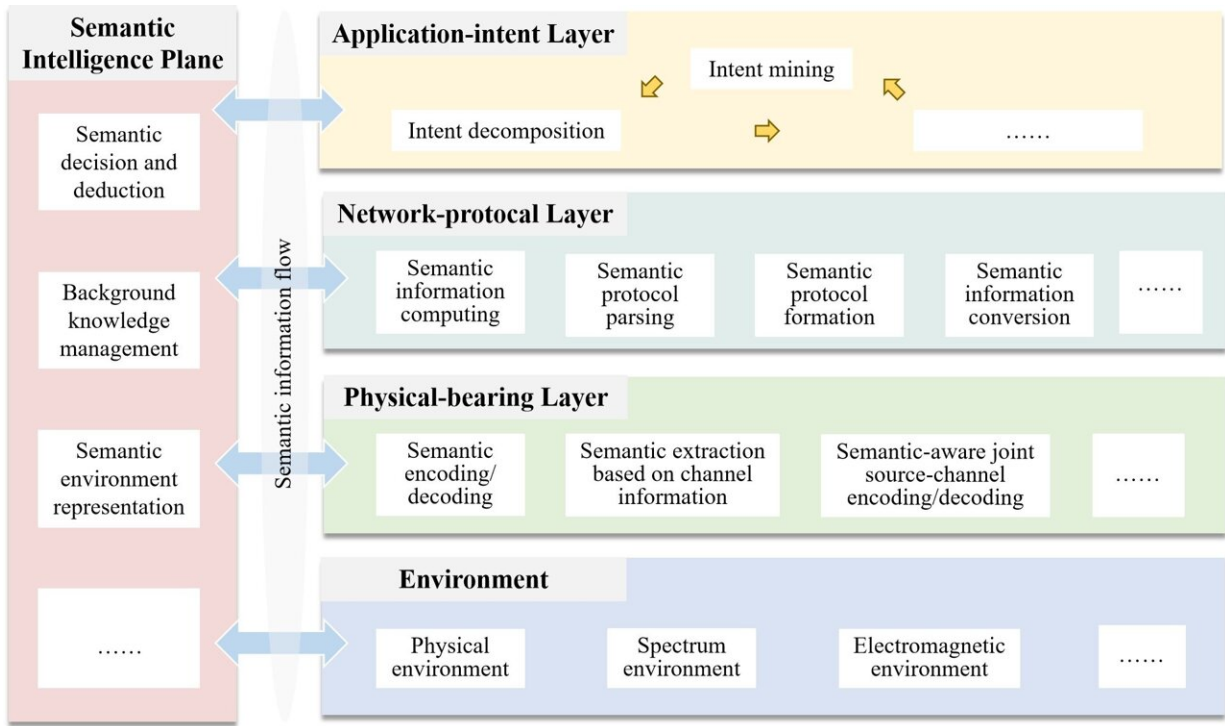 Semantic
Intelligence Plane
Semantic
decision and
deduction
Background
knowledge
management
Semantic
environment
representation
……
Semantic information flow
Application-intent Layer
Intent mining
Intent decomposition
……
Network-protocal Layer
Semantic
information
computing
Semantic
protocol
parsing
Semantic
protocol
formation
Semantic
information
conversion
……
Physical-bearing Layer
Semantic
encoding/
decoding
Semantic extraction
based on channel
information
Semantic-aware joint
source-channel
encoding/decoding
……
Environment
Physical
environment
Spectrum
environment
Electromagnetic
environment
……